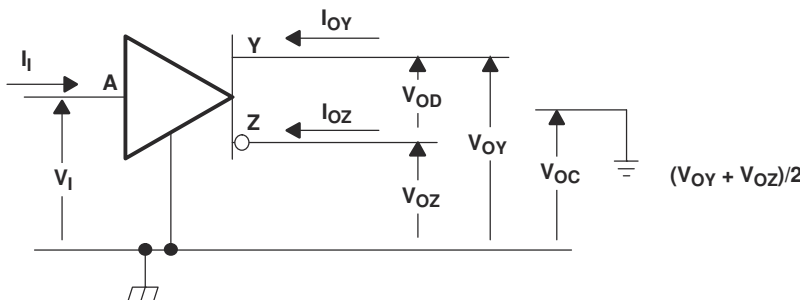 I_OY
I_I
Y
A
V_OD
Z
I_OZ
V_OY
V_I
V_OC
(V_OY + V_OZ)/2
V_OZ